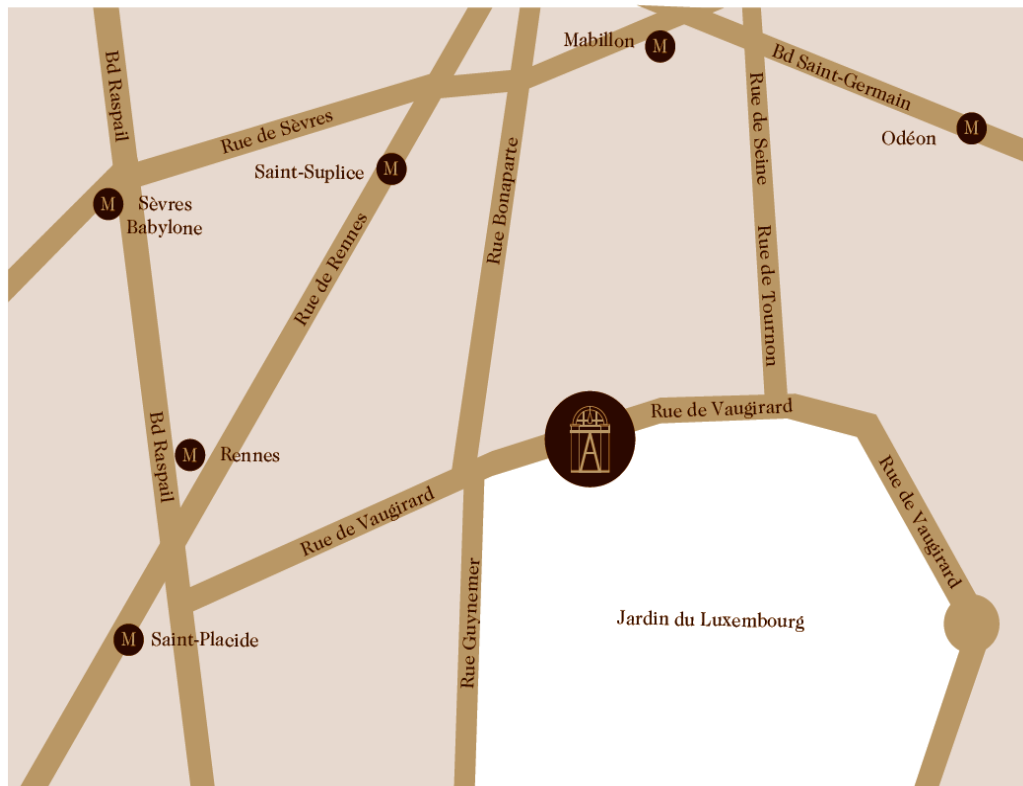 Mabillon
M
Bd Saint-Germain
Bd Raspail
Rue de Sèvres
Rue de Seine
M
Odéon
Saint-Suplice
M
Rue Bonaparte
M
Sèvres
Babylone
Rue de Rennes
Rue de Tournon
Rue de Vaugirard
A
Bd Raspail
M
Rennes
Rue de Vaugirard
Rue de Vaugirard
Rue Guynemer
Jardin du Luxembourg
M
Saint-Placide